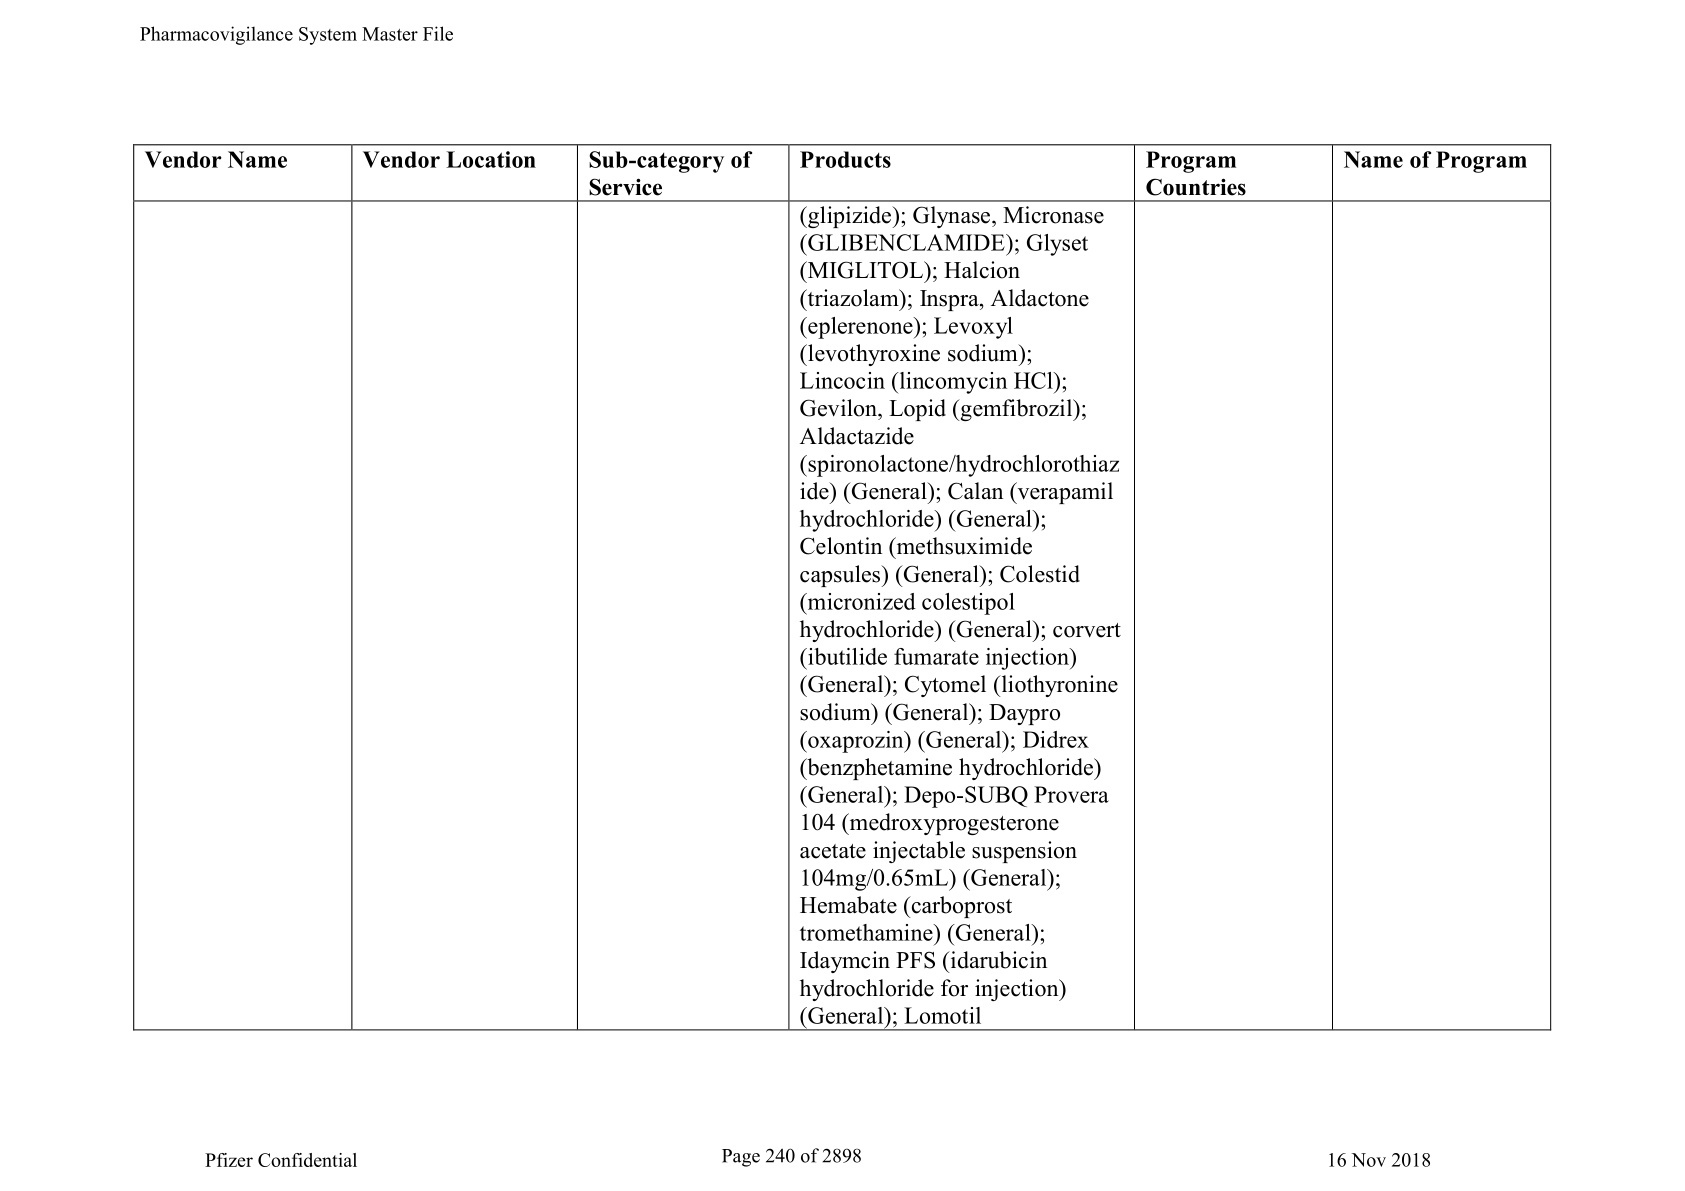 Pharmacovigilance System Master File
Vendor Name
Vendor Location
Sub-category of
Service
Products
Program
Countries
Name of Program
(glipizide); Glynase, Micronase
(GLIBENCLAMIDE); Glyset
(MIGLITOL); Halcion
(triazolam); Inspra, Aldactone
(eplerenone); Levoxyl
(levothyroxine sodium);
Lincocin (lincomycin HCl);
Gevilon, Lopid (gemfibrozil);
Aldactazide
(spironolactone/hydrochlorothiaz
ide) (General); Calan (verapamil
hydrochloride) (General);
Celontin (methsuximide
capsules) (General); Colestid
(micronized colestipol
hydrochloride) (General); corvert
(ibutilide fumarate injection)
(General); Cytomel (liothyronine
sodium) (General); Daypro
(oxaprozin) (General); Didrex
(benzphetamine hydrochloride)
(General); Depo-SUBQ Provera
104 (medroxyprogesterone
acetate injectable suspension
104mg/0.65mL) (General);
Hemabate (carboprost
tromethamine) (General);
Idaymcin PFS (idarubicin
hydrochloride for injection)
(General); Lomotil
Pfizer Confidential
Page 240 of 2898
16 Nov 2018